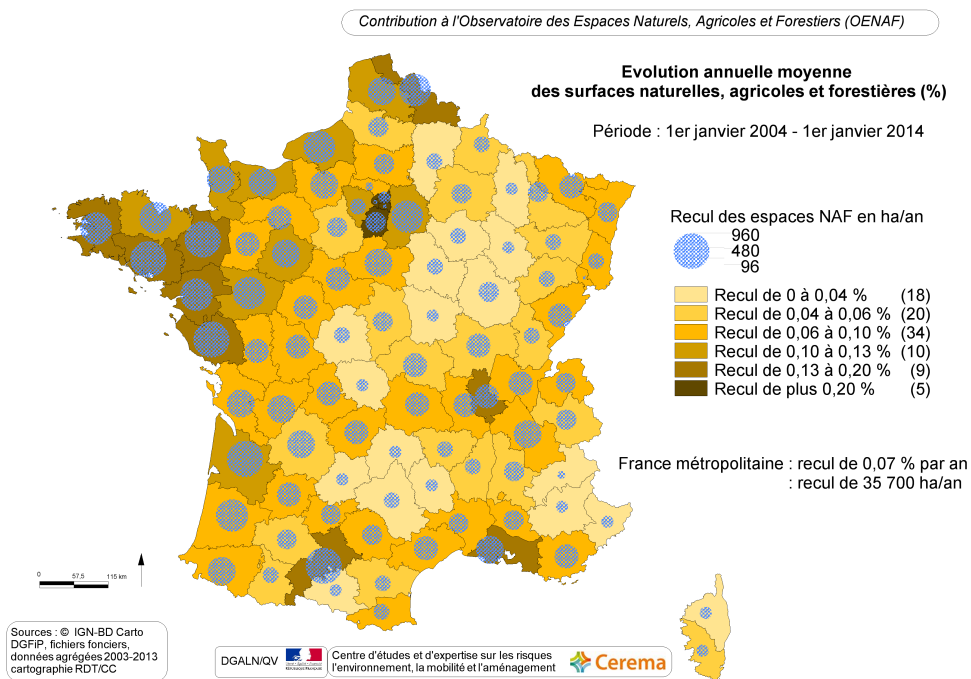 Contribution à l'Observatoire des Espaces Naturels, Agricoles et Forestiers (OENAF)
Evolution annuelle moyenne
des surfaces naturelles, agricoles et forestières (%)
Période : 1er janvier 2004 - 1er janvier 2014
Recul des espaces NAF en ha/an
960
480
96
Recul de 0 à 0,04 % (18)
Recul de 0,04 à 0,06 % (20)
Recul de 0,06 à 0,10 % (34)
Recul de 0,10 à 0,13 % (10)
Recul de 0,13 à 0,20 % (9)
Recul de plus 0,20 % (5)
France métropolitaine : recul de 0,07 % par an
: recul de 35 700 ha/an
0 57,5 115 km
Sources : © IGN-BD Carto
DGFiP, fichiers fonciers,
données agrégées 2003-2013
cartographie RDT/CC
DGALN/QV
Centre d'études et d'expertise sur les risques
l'environnement, la mobilité et l'aménagement
Cerema